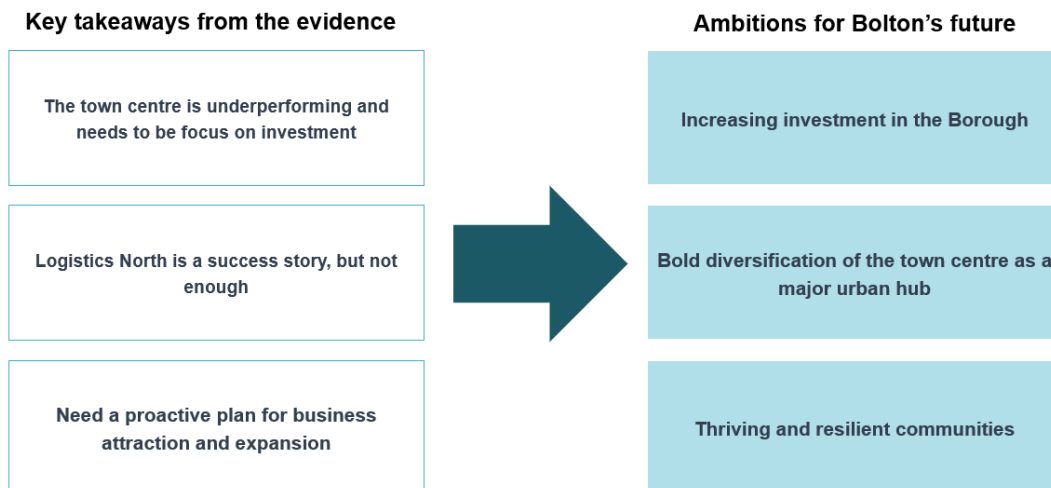 Key takeaways from the evidence
The town centre is underperforming and
needs to be focus on investment
Logistics North is a success story, but not
enough
Need a proactive plan for business
attraction and expansion
Ambitions for Bolton’s future
Increasing investment in the Borough
Bold diversification of the town centre as a
major urban hub
Thriving and resilient communities